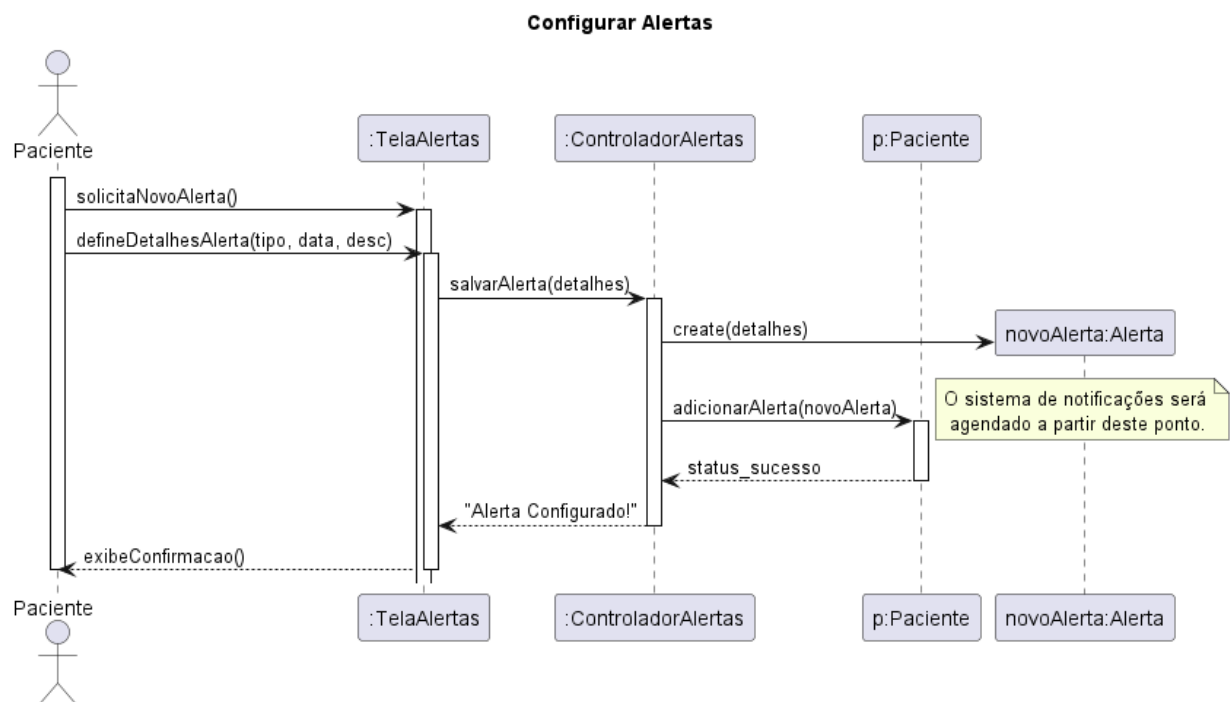 Configurar Alertas
Paciente
:TelaAlertas
:ControladorAlertas
p:Paciente
solicitaNovoAlerta()
defineDetalhesAlerta(tipo, data, desc)
salvarAlerta(detalhes)
create(detalhes)
novoAlerta:Alerta
O sistema de notificações será
agendado a partir deste ponto.
adicionarAlerta(novoAlerta)
status_sucesso
"Alerta Configurado!"
exibeConfirmacao()
Paciente
:TelaAlertas
:ControladorAlertas
p:Paciente
novoAlerta:Alerta